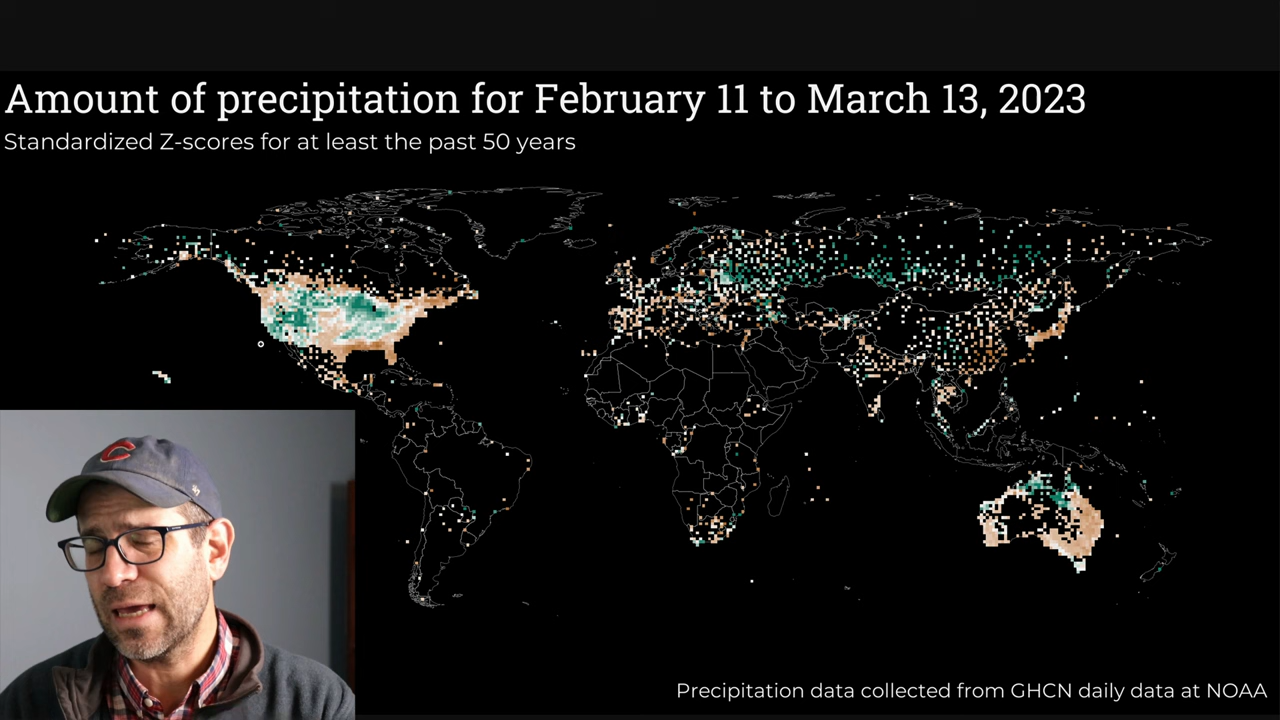 Amount of precipitation for February 11 to March 13, 2023
Standardized Z-scores for at least the past 50 years
C
Precipitation data collected from GHCN daily data at NOAA